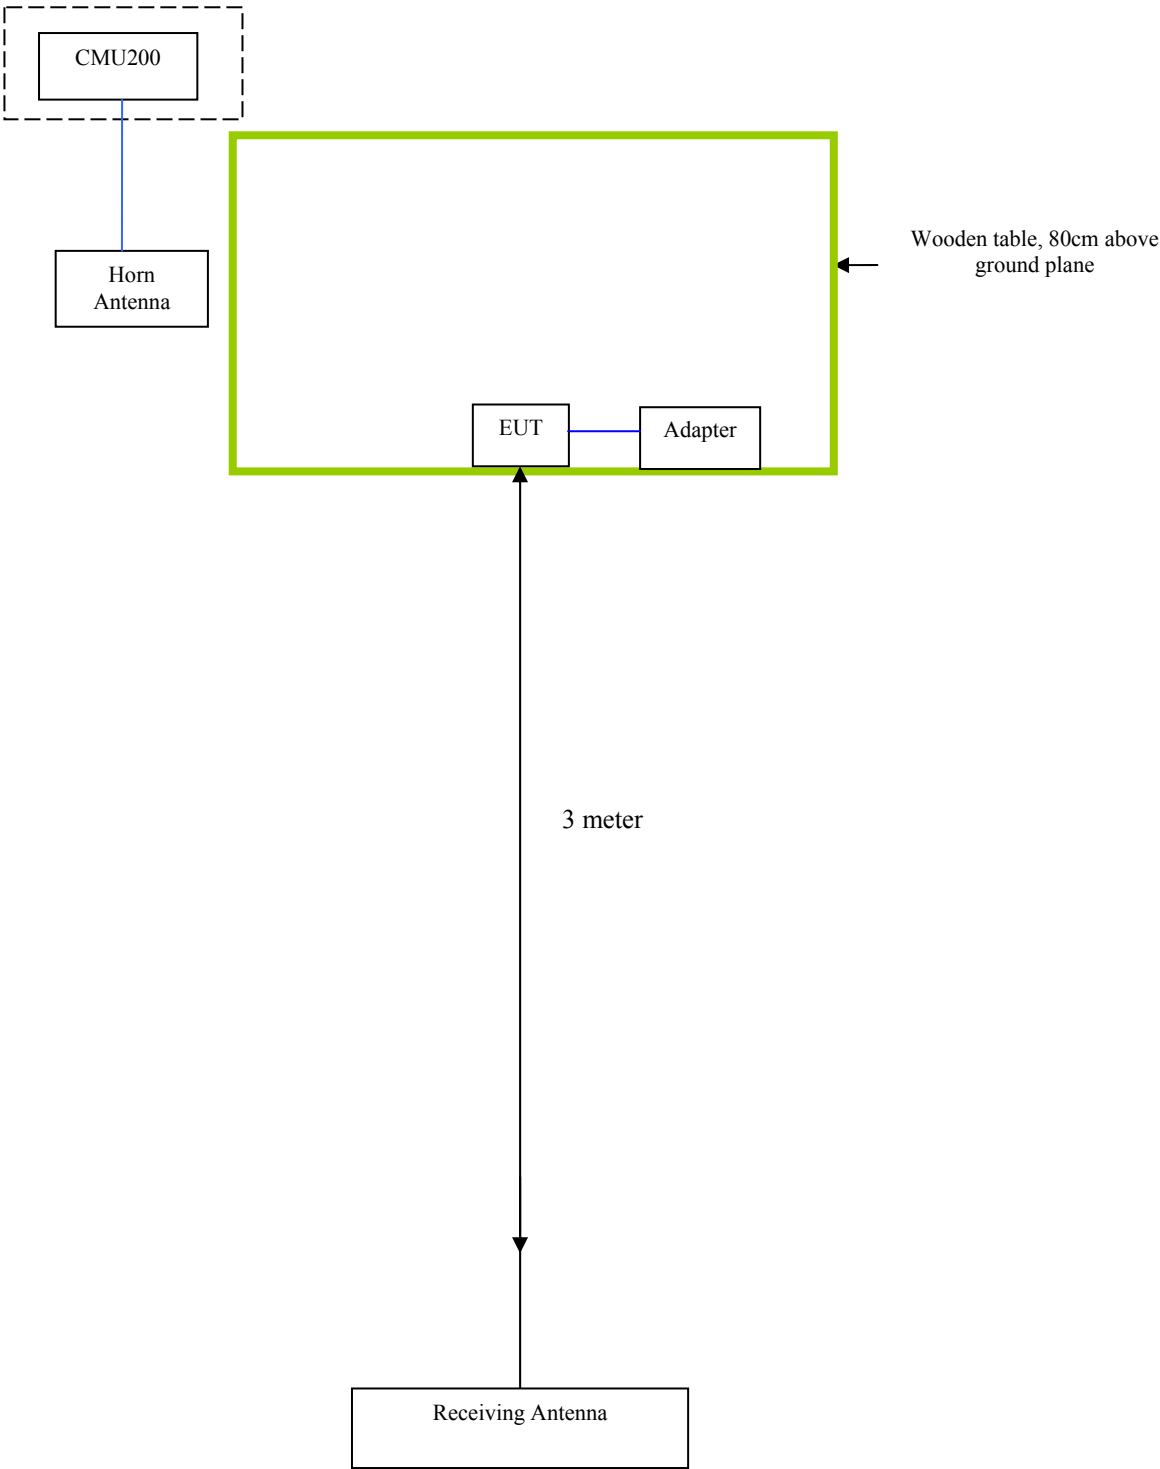 CMU200
Wooden table, 80cm above
ground plane
Horn
Antenna
EUT
Adapter
3 meter
Receiving Antenna